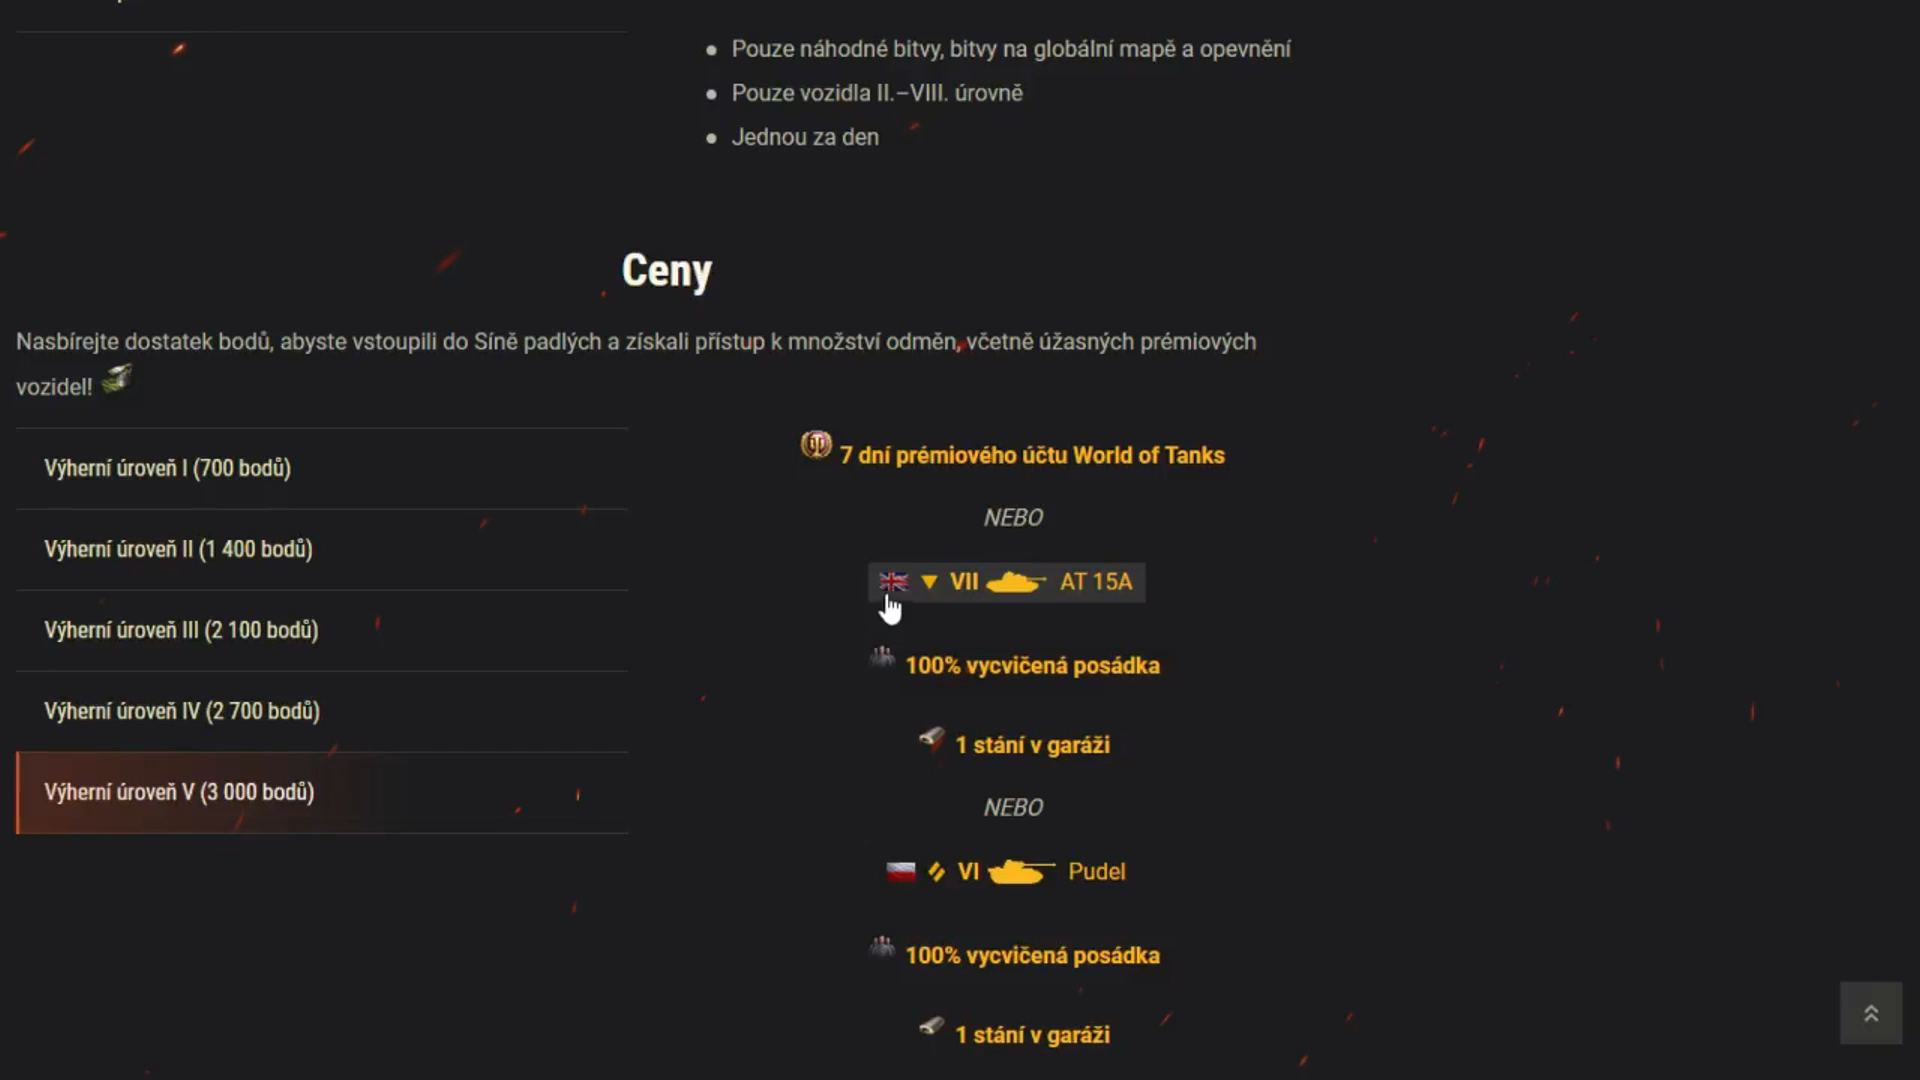 Pouze náhodné bitvy, bitvy na globální mapě a opevnění
Pouze vozidla II.–VIII. úrovně
Jednou za den
Ceny
Nasbírejte dostatek bodů, abyste vstoupili do Síně padlých a získali přístup k množství odměn, včetně úžasných prémiových
vozidel!
Výherní úroveň I (700 bodů)
Výherní úroveň II (1 400 bodů)
Výherní úroveň III (2 100 bodů)
Výherní úroveň IV (2 700 bodů)
Výherní úroveň V (3 000 bodů)
7 dní prémiového účtu World of Tanks
NEBO
VII AT 15A
100% vycvičená posádka
1 stání v garáži
NEBO
VI Pudel
100% vycvičená posádka
1 stání v garáži